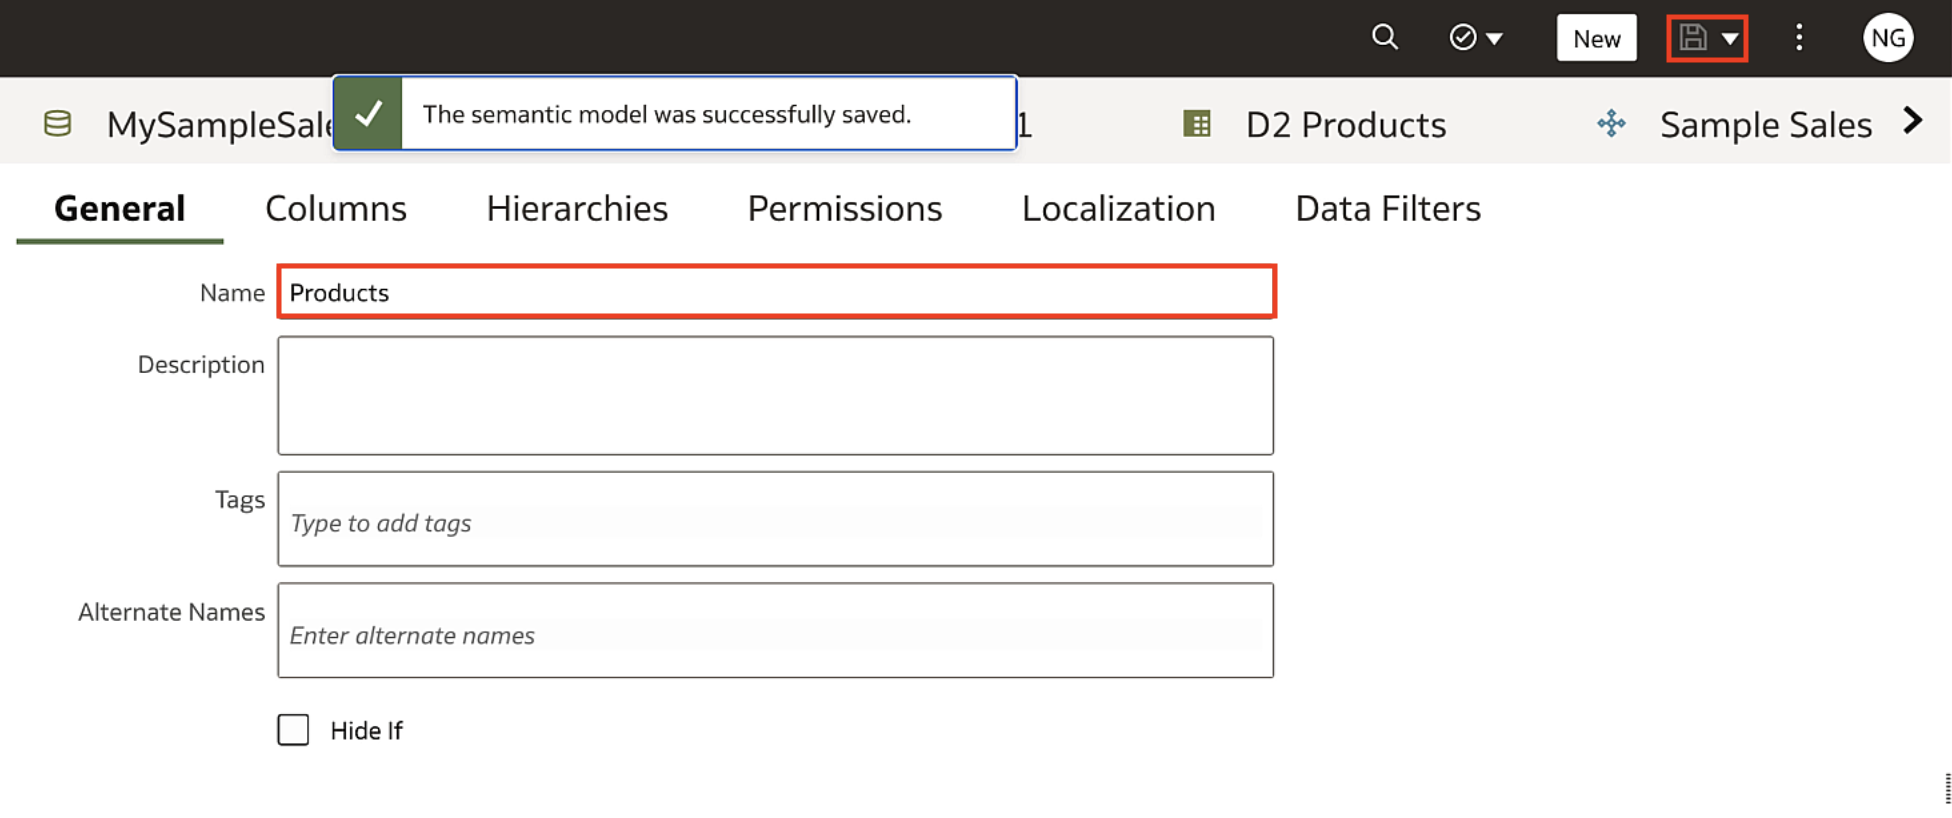 New
NG
MySampleSale
The semantic model was successfully saved.
1
D2 Products
Sample Sales
General
Columns
Hierarchies
Permissions
Localization
Data Filters
Name
Products
Description
Tags
Type to add tags
Alternate Names
Enter alternate names
Hide If